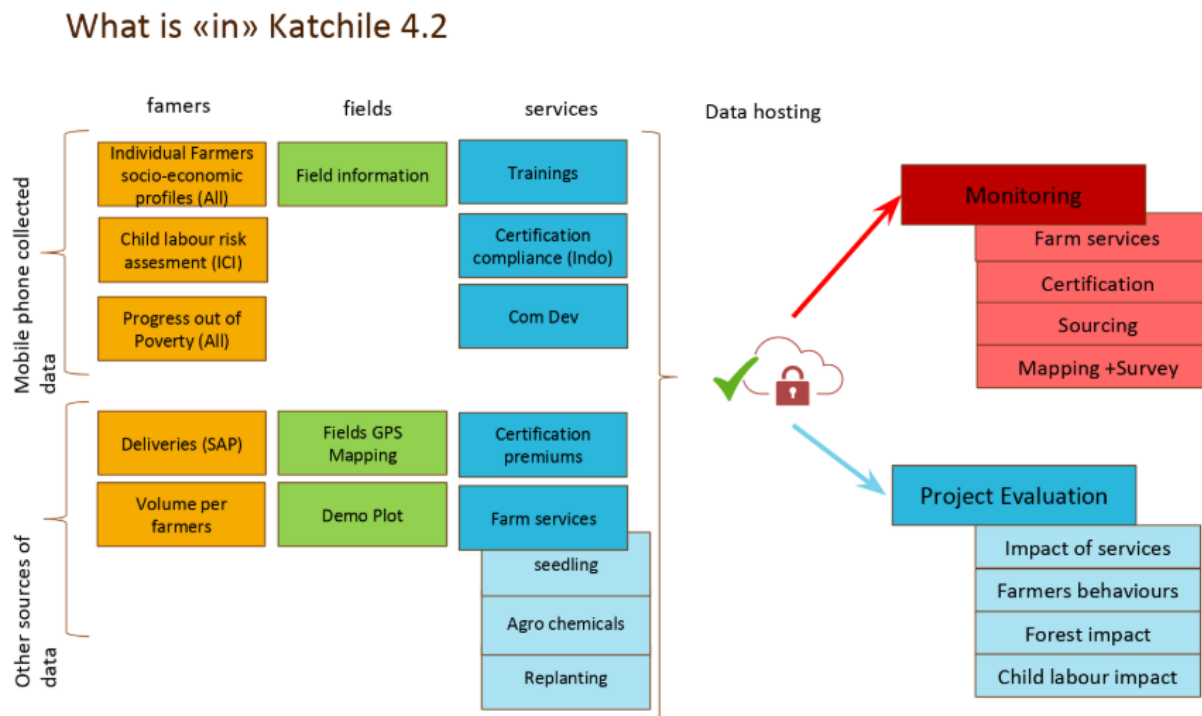 What is «in» Katchile 4.2
famers
fields
services
Data hosting
Mobile phone collected
data
Individual Farmers
socio-economic
profiles (All)
Field information
Trainings
Child labour risk
assesment (ICI)
Certification
compliance (Indo)
Progress out of
Poverty (All)
Com Dev
Other sources of
data
Deliveries (SAP)
Fields GPS
Mapping
Certification
premiums
Volume per
farmers
Demo Plot
Farm services
seedling
Agro chemicals
Replanting
Monitoring
Farm services
Certification
Sourcing
Mapping +Survey
Project Evaluation
Impact of services
Farmers behaviours
Forest impact
Child labour impact